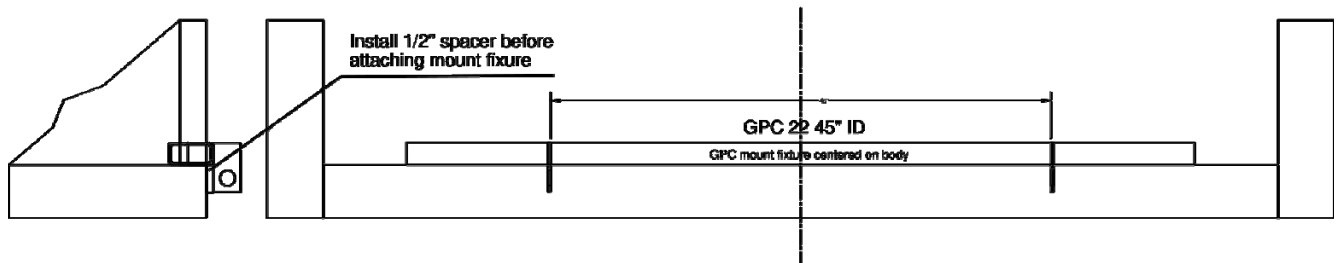 Install 1/2" spacer before
attaching mount fixure
GPC 22 45" ID
GPC mount fixture centered on body